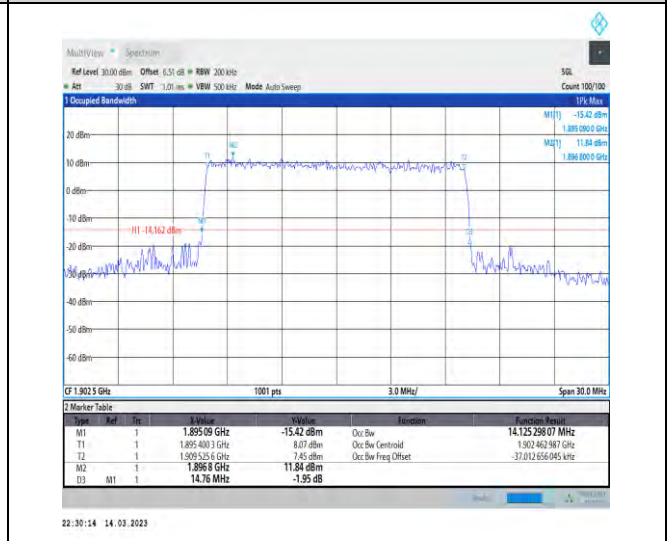 MultiView Spectrum
Ref Level 30.00 dBm Offset 6.51 dB RBW 200 kHz SGL
Att 30 dB SWT 1.01 ms VBW 500 kHz Mode Auto Sweep Count 100/100
1 Occupied Bandwidth 1Pk Max
M1[1] -15.42 dBm
1.895 090 0 GHz
M2[1] 11.84 dBm
1.896 800 0 GHz
20 dBm
M2
T1
T2
10 dBm
0 dBm
-10 dBm
M1
H1 -14.162 dBm
D3
-20 dBm
-30 dBm
-40 dBm
-50 dBm
-60 dBm
CF 1.902 5 GHz 1001 pts 3.0 MHz/ Span 30.0 MHz
2 Marker Table
Type Ref Trc X-Value Y-Value Function Function Result
M1 1 1.895 09 GHz -15.42 dBm Occ Bw 14.125 298 07 MHz
T1 1 1.895 400 3 GHz 8.07 dBm Occ Bw Centroid 1.902 462 987 GHz
T2 1 1.909 525 6 GHz 7.45 dBm Occ Bw Freq Offset -37.012 656 045 kHz
M2 1 1.896 8 GHz 11.84 dBm
D3 M1 1 14.76 MHz -1.95 dB
22:30:14 14.03.2023